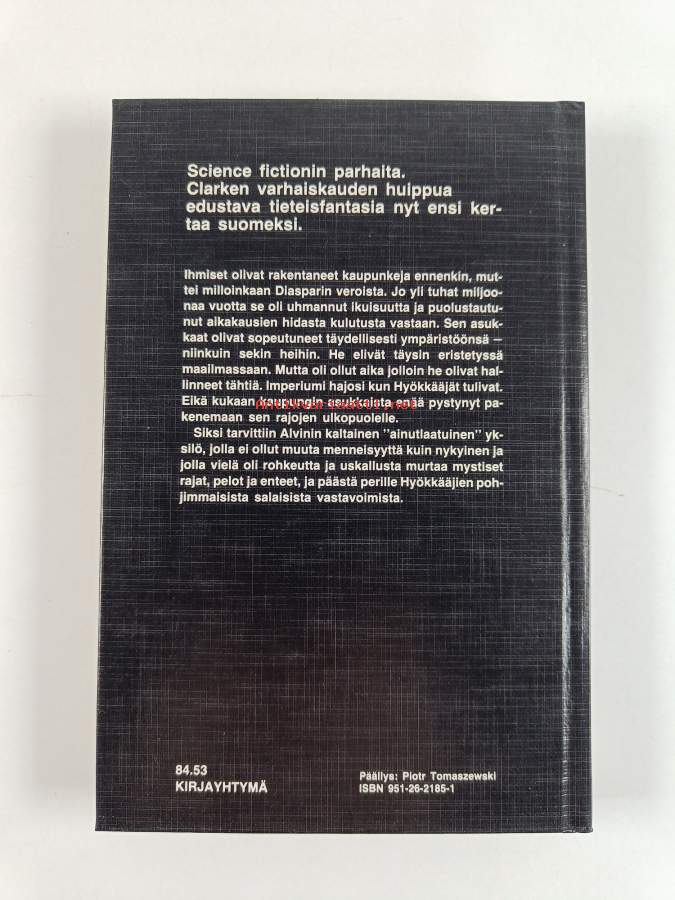 Science fictionin parhaita.
Clarken varhaiskauden huippua
edustava tieteisfantasia nyt ensi ker-
taa suomeksi.
Ihmiset olivat rakentaneet kaupunkeja ennenkin, mut-
tei milloinkaan Diasparin veroista. Jo yli tuhat miljoo-
naa vuotta se oli uhmannut ikuisuutta ja puolustautu-
nut aikakausien hidasta kulutusta vastaan. Sen asuk-
kaat olivat sopeutuneet täydellisesti ympäristöönsä –
niinkuin sekin heihin. He elivät täysin eristetyssä
maailmassaan. Mutta oli ollut aika jolloin he olivat hal-
linneet tähtiä. Imperiumi hajosi kun Hyökkääjät tulivat.
Eikä kukaan kaupungin asukkaista enää pystynyt pa-
Antikvariaatti.net
kenemaan sen rajojen ulkopuolelle.
Siksi tarvittiin Alvinin kaltainen "ainutlaatuinen" yk-
silö, jolla ei ollut muuta menneisyyttä kuin nykyinen ja
jolla vielä oli rohkeutta ja uskallusta murtaa mystiset
rajat, pelot ja enteet, ja päästä perille Hyökkääjien poh-
jimmaisista salaisista vastavoimista.
84.53
KIRJAYHTYMÄ
Päällys: Piotr Tomaszewski
ISBN 951-26-2185-1